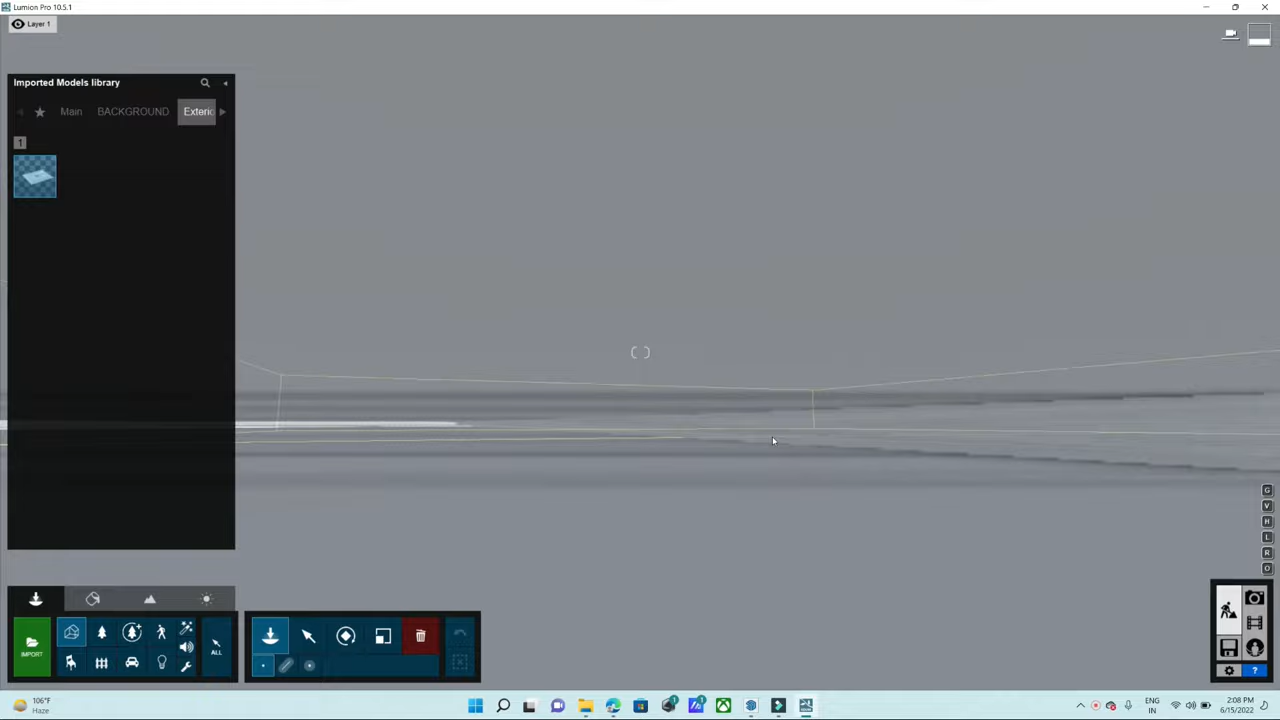 Lumion Pro 10.5.1
Layer 1
Imported Models library
Main BACKGROUND Exteric
1
G
V
H
L
R
O
IMPORT
ALL
?
106°F
Haze
ENG
IN
2:08 PM
6/15/2022